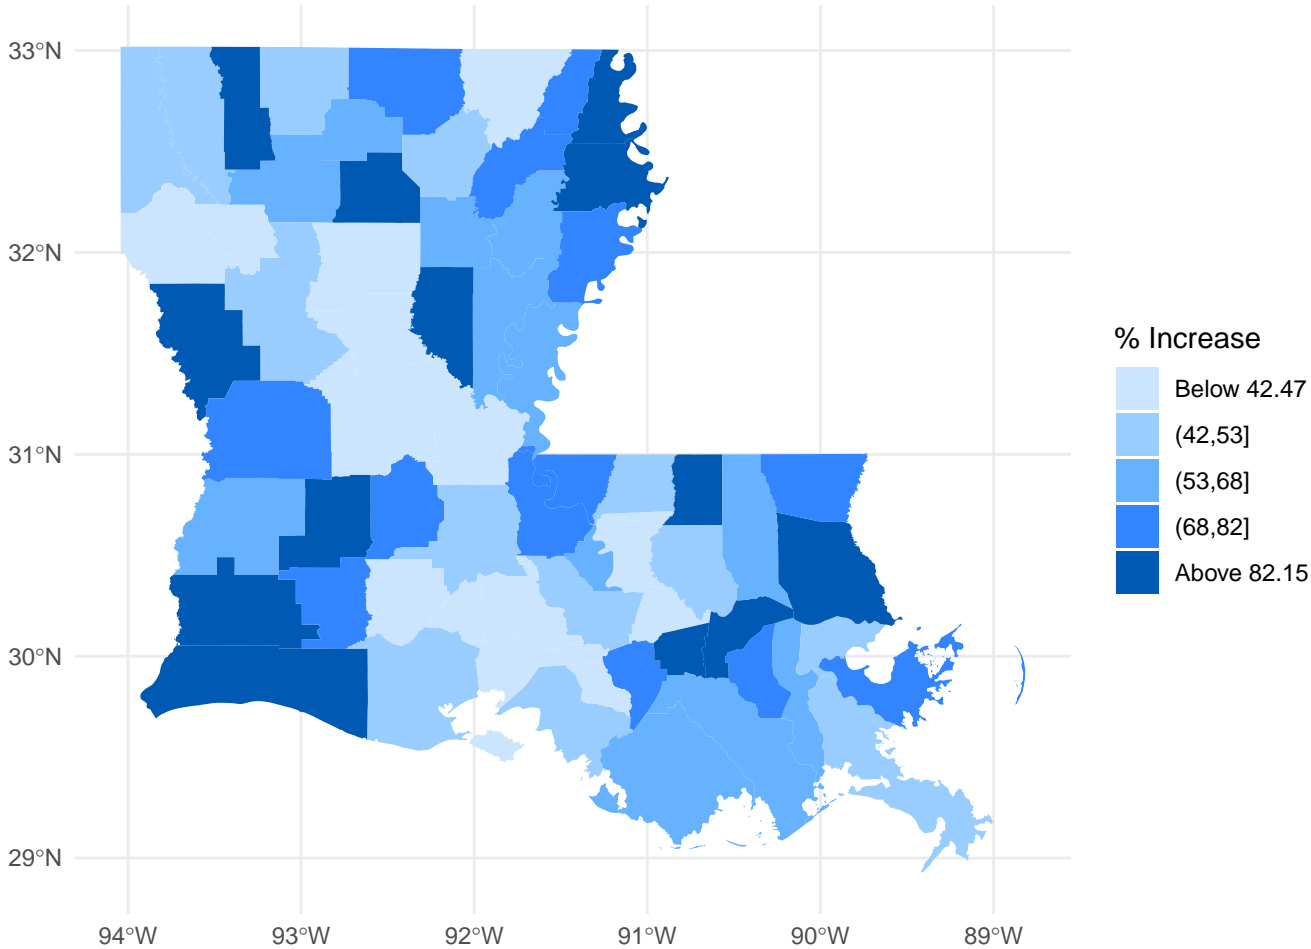 33°N
32°N
31°N
30°N
29°N
94°W
93°W
92°W
91°W
90°W
89°W
% Increase
Below 42.47
(42,53]
(53,68]
(68,82]
Above 82.15